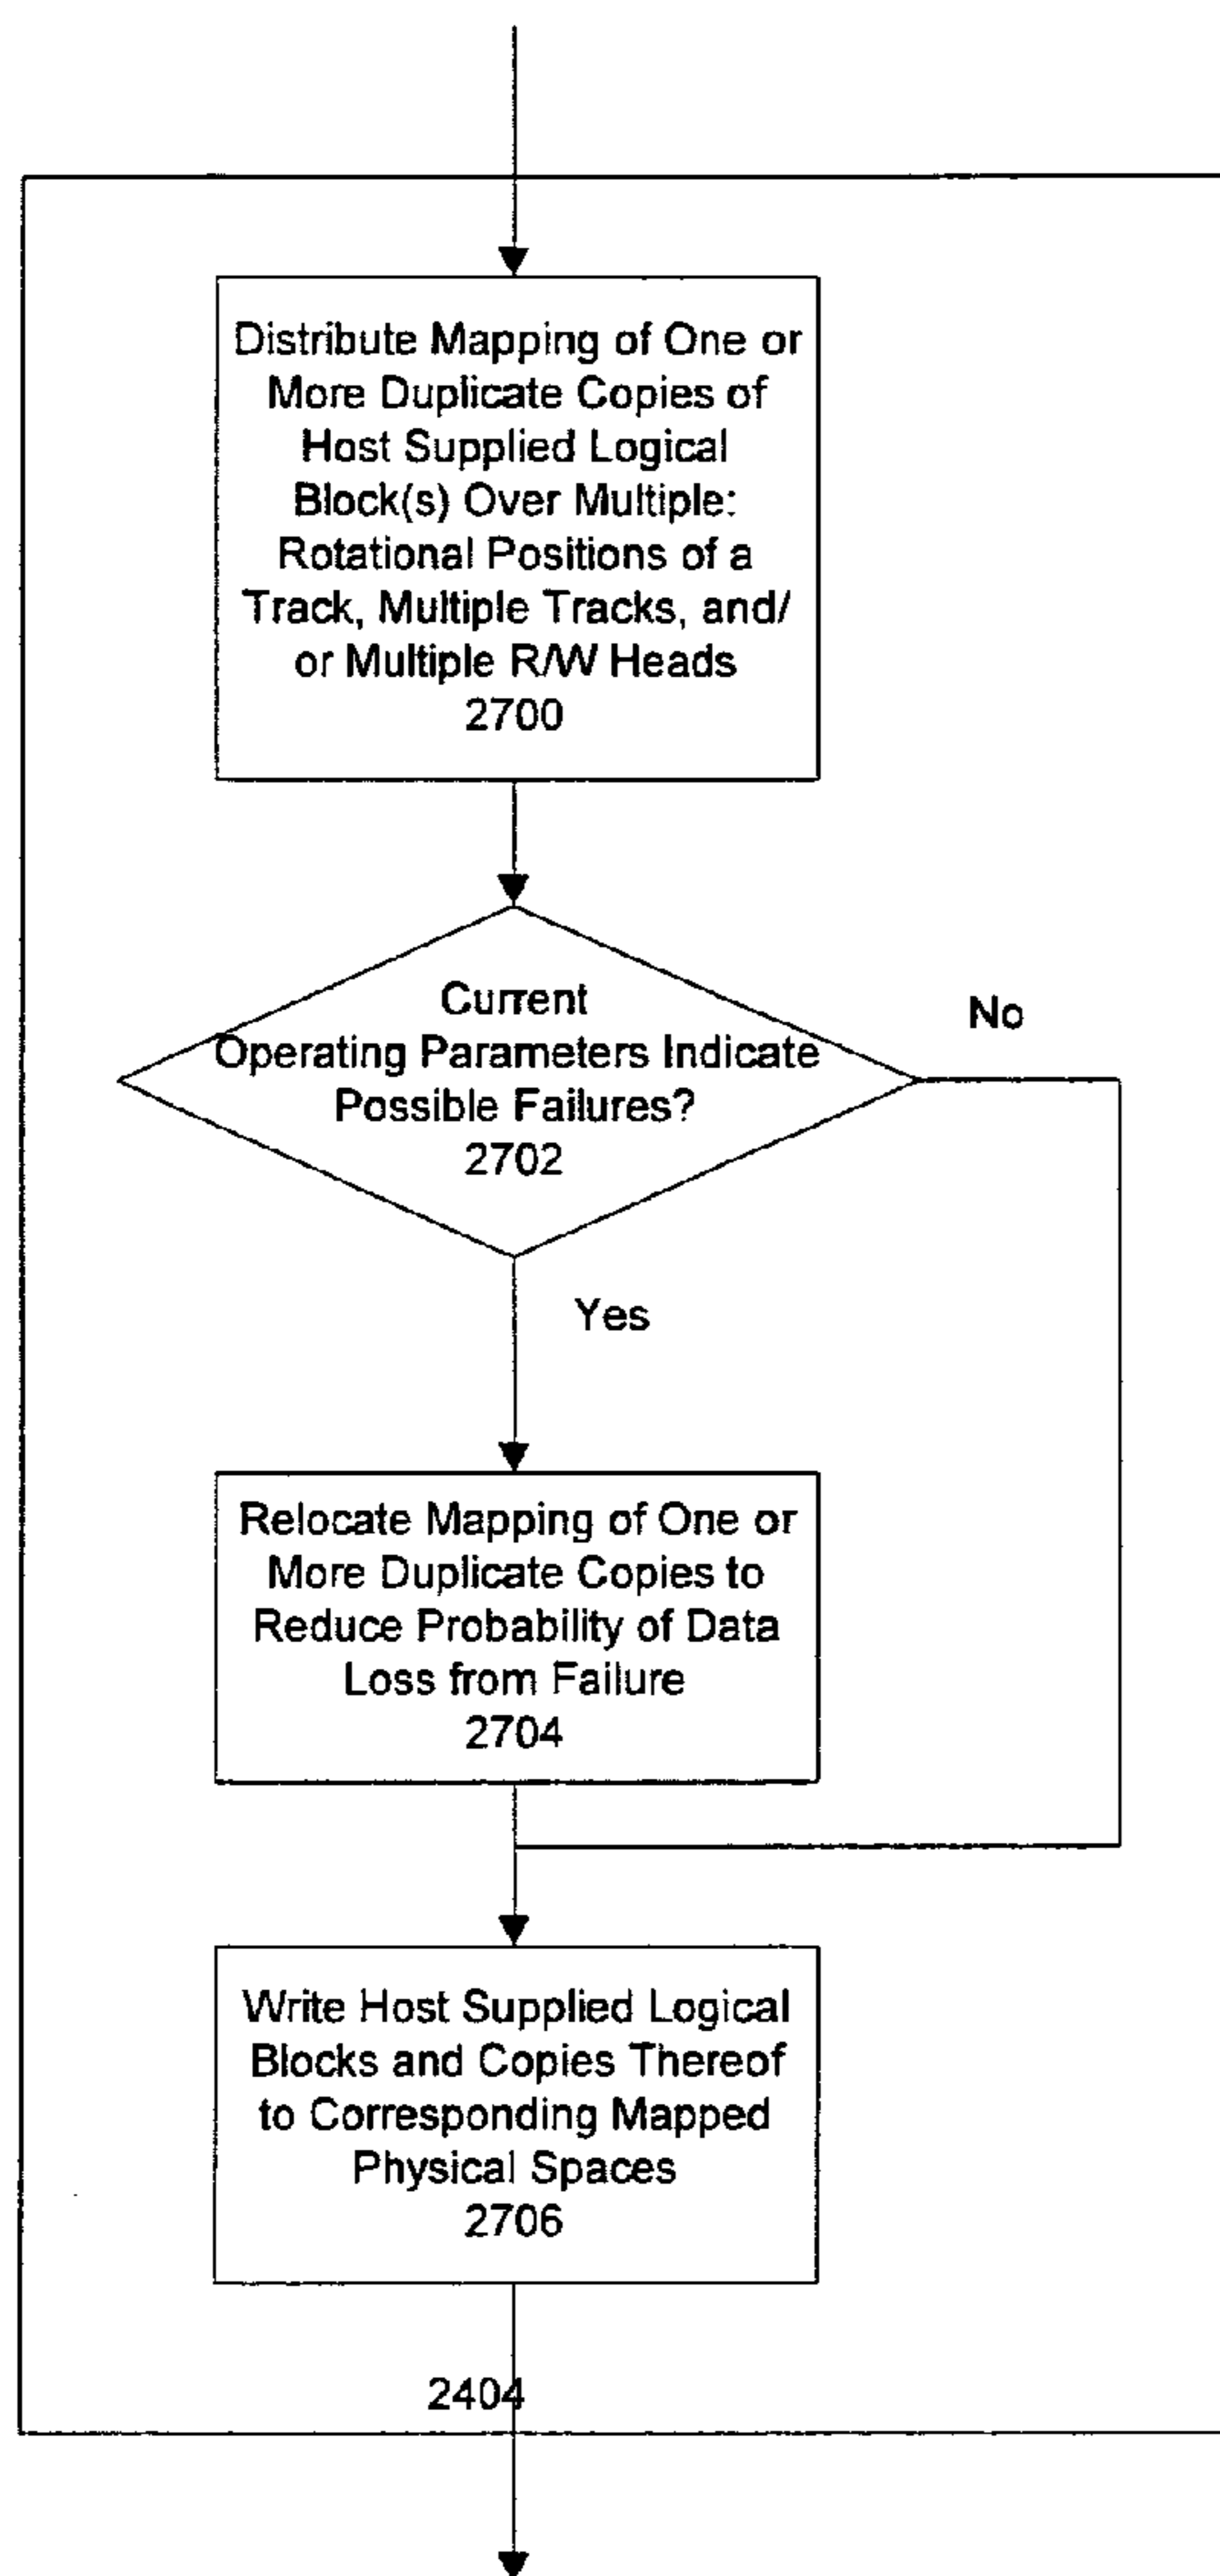 Distribute Mapping of One or
More Duplicate Copies of
Host Supplied Logical
Block(s) Over Multiple:
Rotational Positions of a
Track, Multiple Tracks, and/
or Multiple R/W Heads
2700
Current
Operating Parameters Indicate
Possible Failures?
2702
No
Yes
Relocate Mapping of One or
More Duplicate Copies to
Reduce Probability of Data
Loss from Failure
2704
Write Host Supplied Logical
Blocks and Copies Thereof
to Corresponding Mapped
Physical Spaces
2706
2404